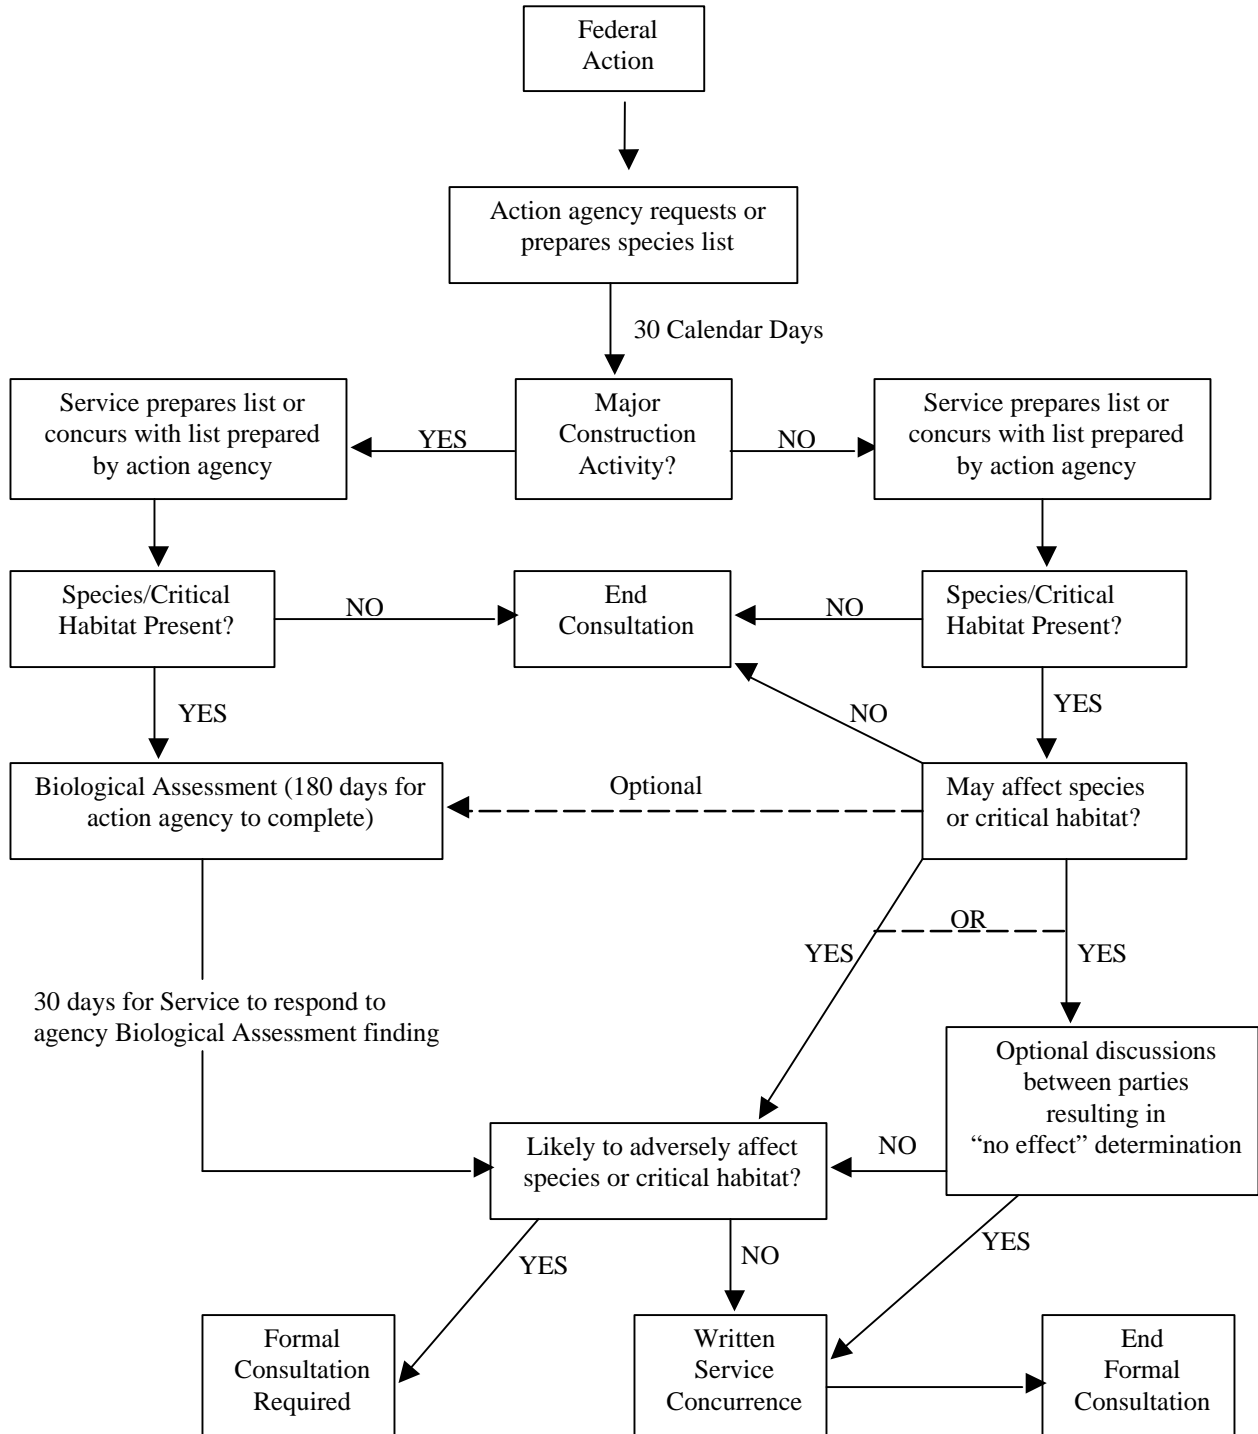 Federal
Action
Action agency requests or
prepares species list
30 Calendar Days
Service prepares list or
concurs with list prepared
by action agency
YES
Major
Construction
Activity?
NO
Service prepares list or
concurs with list prepared
by action agency
Species/Critical
Habitat Present?
NO
End
Consultation
NO
Species/Critical
Habitat Present?
YES
NO
YES
Biological Assessment (180 days for
action agency to complete)
Optional
May affect species
or critical habitat?
OR
YES
YES
30 days for Service to respond to
agency Biological Assessment finding
Optional discussions
between parties
resulting in
“no effect” determination
Likely to adversely affect
species or critical habitat?
NO
YES
NO
YES
Formal
Consultation
Required
Written
Service
Concurrence
End
Formal
Consultation